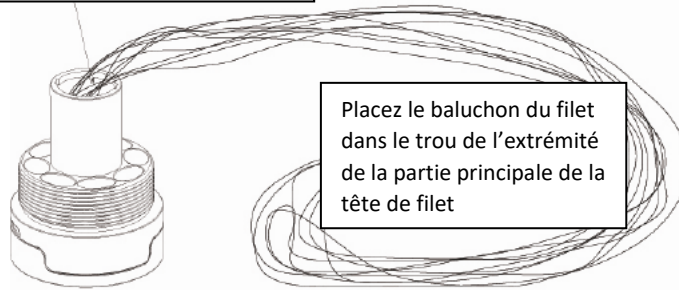 Placez le baluchon du filet
dans le trou de l’extrémité
de la partie principale de la
tête de filet